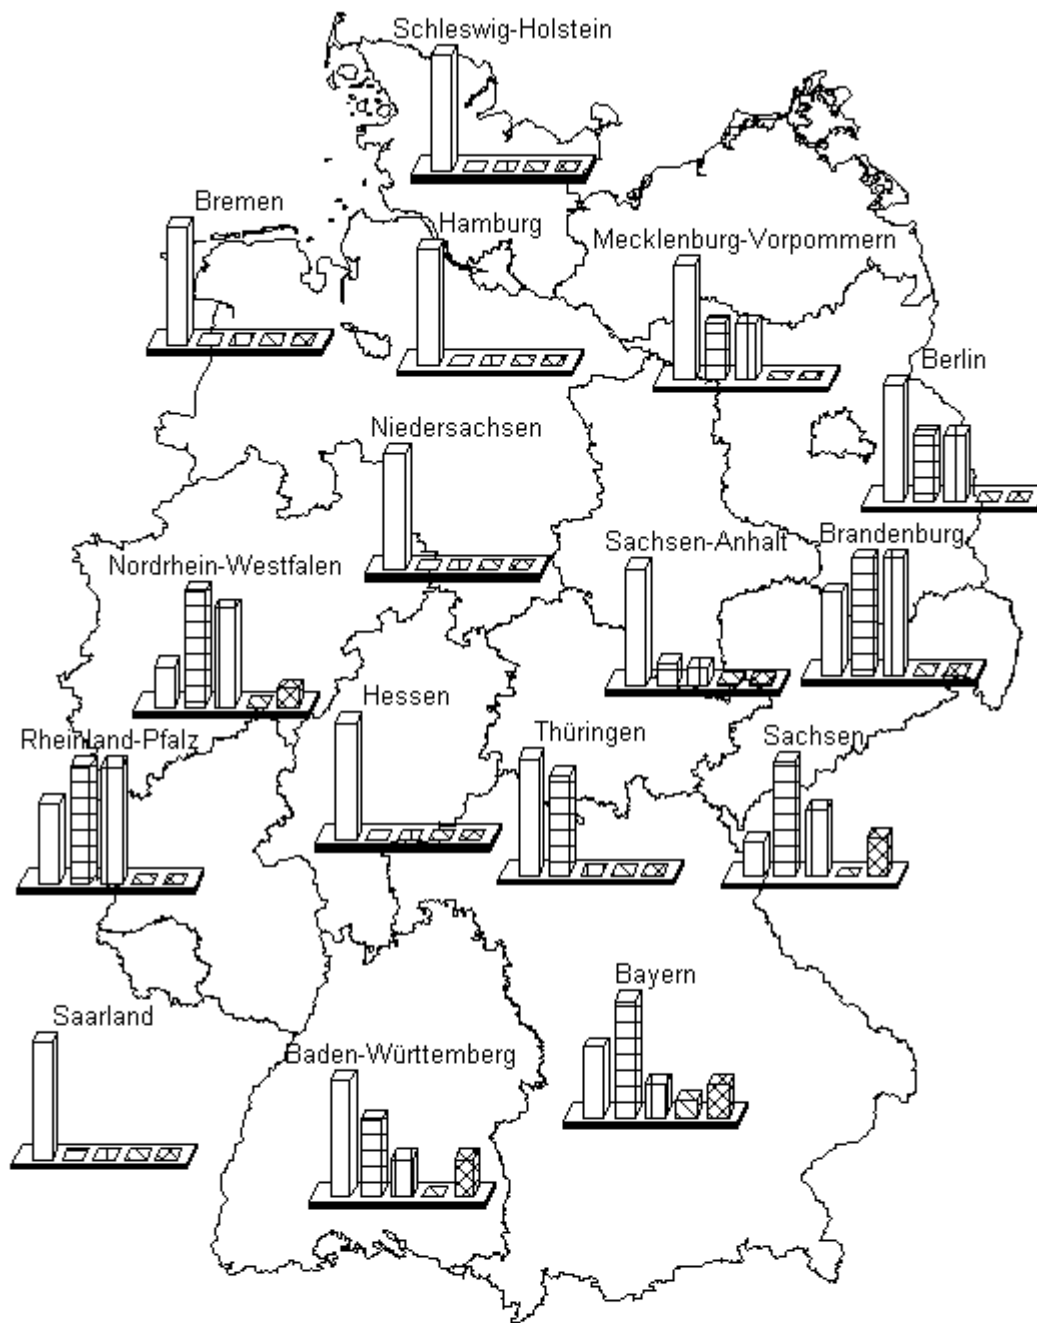 Schleswig-Holstein
Bremen
Hamburg
Mecklenburg-Vorpommern
Berlin
Niedersachsen
Sachsen-Anhalt
Brandenburg
Nordrhein-Westfalen
Hessen
Rheinland-Pfalz
Thüringen
Sachsen
Bayern
Saarland
Baden-Württemberg